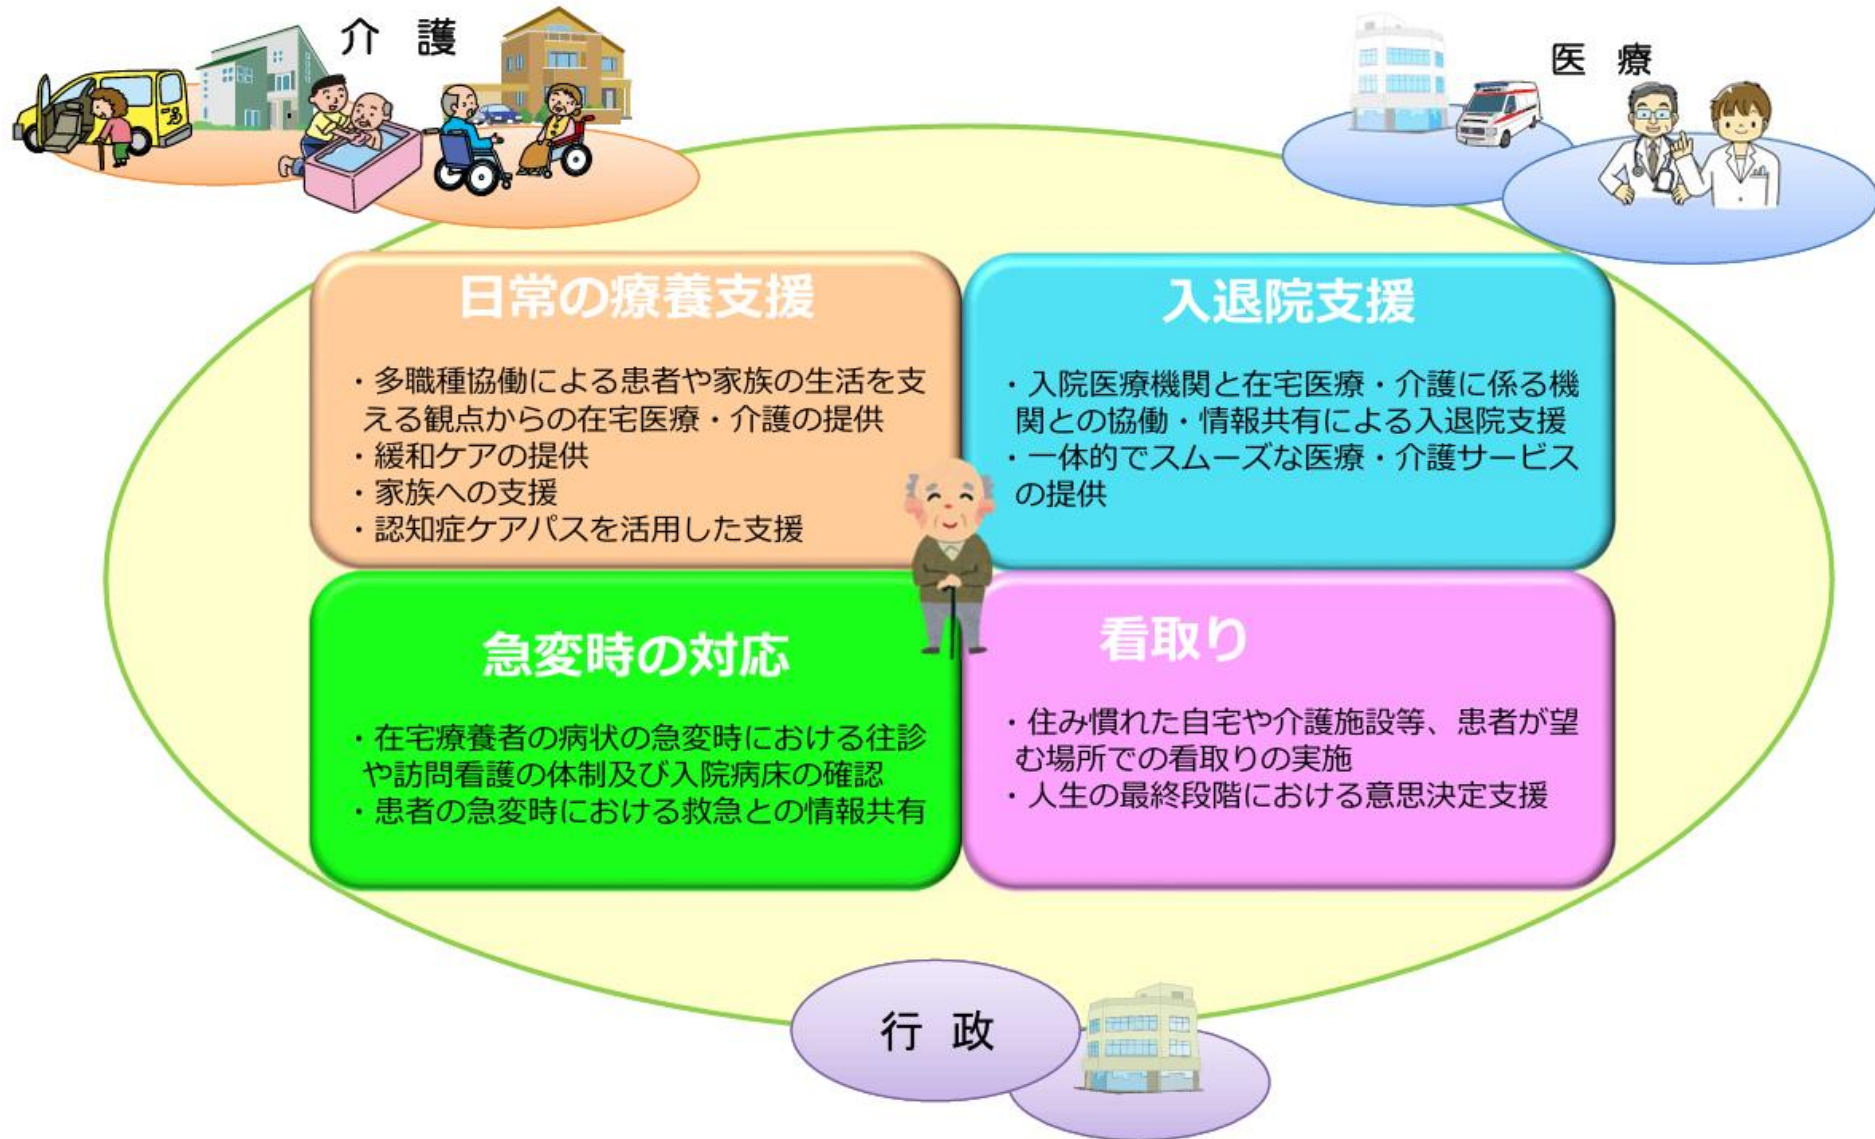 介 護
医 療
日常の療養支援
・多職種協働による患者や家族の生活を支
える観点からの在宅医療・介護の提供
・緩和ケアの提供
・家族への支援
・認知症ケアパスを活用した支援
入退院支援
・入院医療機関と在宅医療・介護に係る機
関との協働・情報共有による入退院支援
・一体的でスムーズな医療・介護サービス
の提供
急変時の対応
・在宅療養者の病状の急変時における往診
や訪問看護の体制及び入院病床の確認
・患者の急変時における救急との情報共有
看取り
・住み慣れた自宅や介護施設等、患者が望
む場所での看取りの実施
・人生の最終段階における意思決定支援
行 政